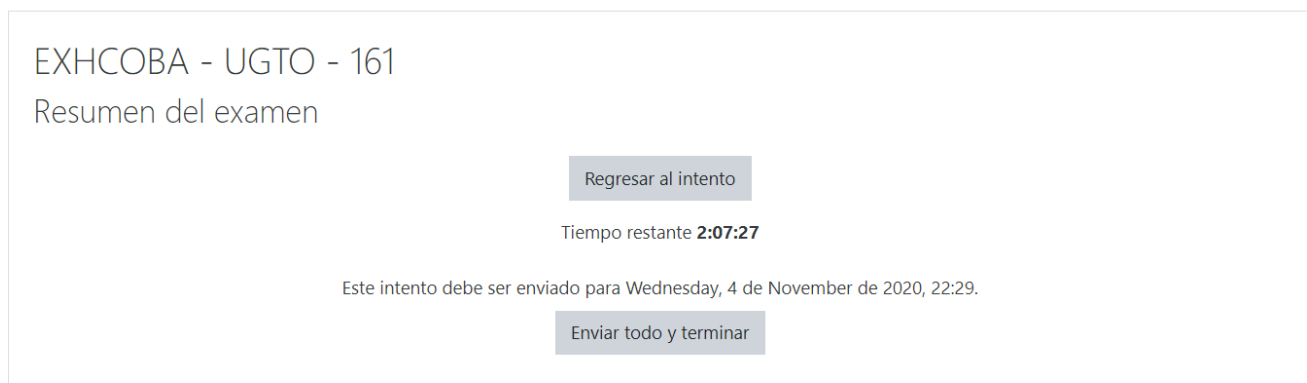 EXHCOBA - UGTO - 161
Resumen del examen
Regresar al intento
Tiempo restante 2:07:27
Este intento debe ser enviado para Wednesday, 4 de November de 2020, 22:29.
Enviar todo y terminar